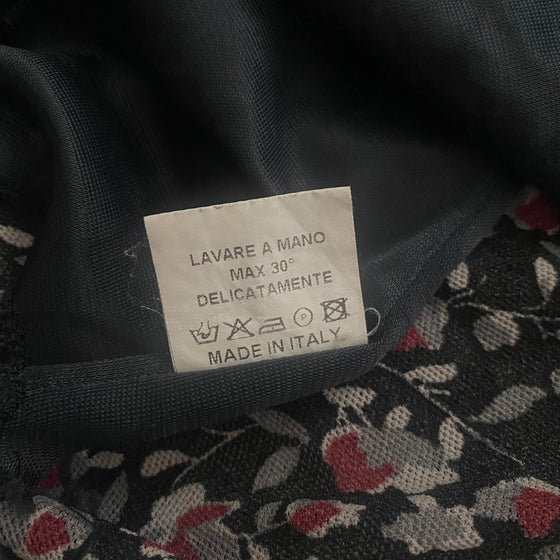 LAVARE A MANO
MAX 30°
DELICATAMENTE
P
MADE IN ITALY